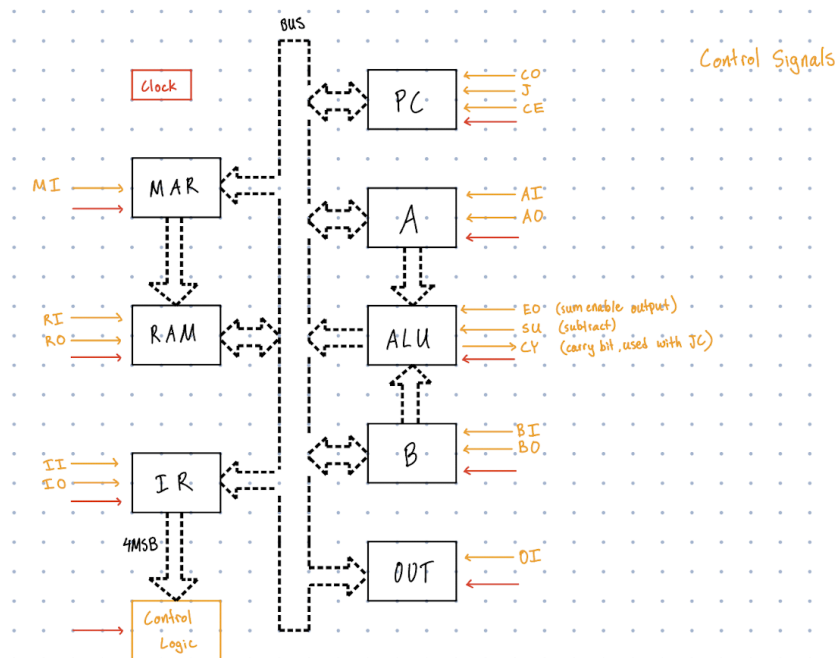 BUS
Control Signals
Clock
PC
CO
J
CE
MI
MAR
A
AI
AO
RI
RO
RAM
ALU
EO (sum enable output)
SU (subtract)
CY (carry bit, used with JC)
B
BI
BO
II
IO
IR
4MSB
OUT
OI
Control
Logic